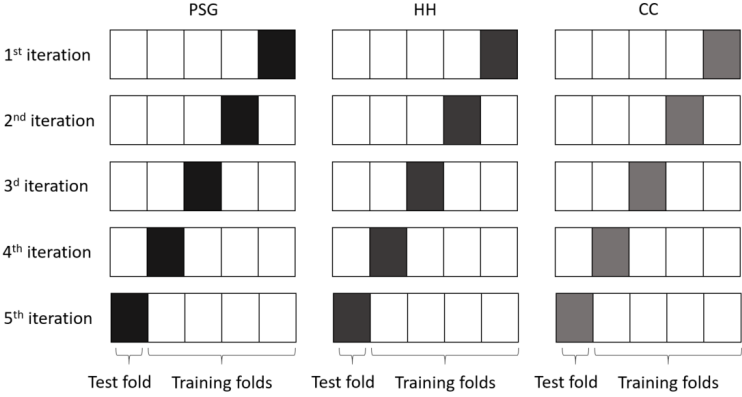 PSG HH CC
1st iteration
2nd iteration
3d iteration
4th iteration
5th iteration
Test fold Training folds Test fold Training folds Test fold Training folds